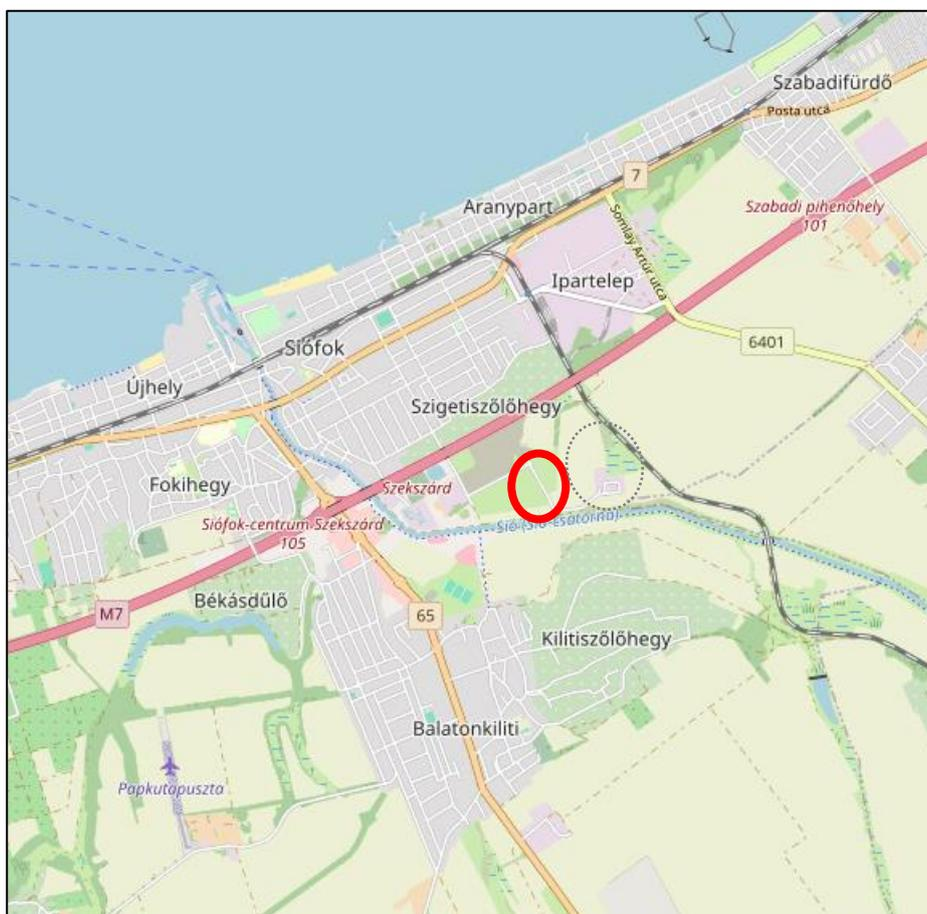 Szabadifürdő
Posta utca
7
Aranypart
Somlay Artúr utca
Szabadi pihenőhely
101
Ipartelep
6401
Siófok
Újhely
Szigetiszőlőhegy
Fokihegy
Szekszárd
Siófok-centrum Szekszárd
105
Sió (Sió-csatorna)
M7
Békásdűlő
65
Kilitiszőlőhegy
Balatonkiliti
Papkutapuszta